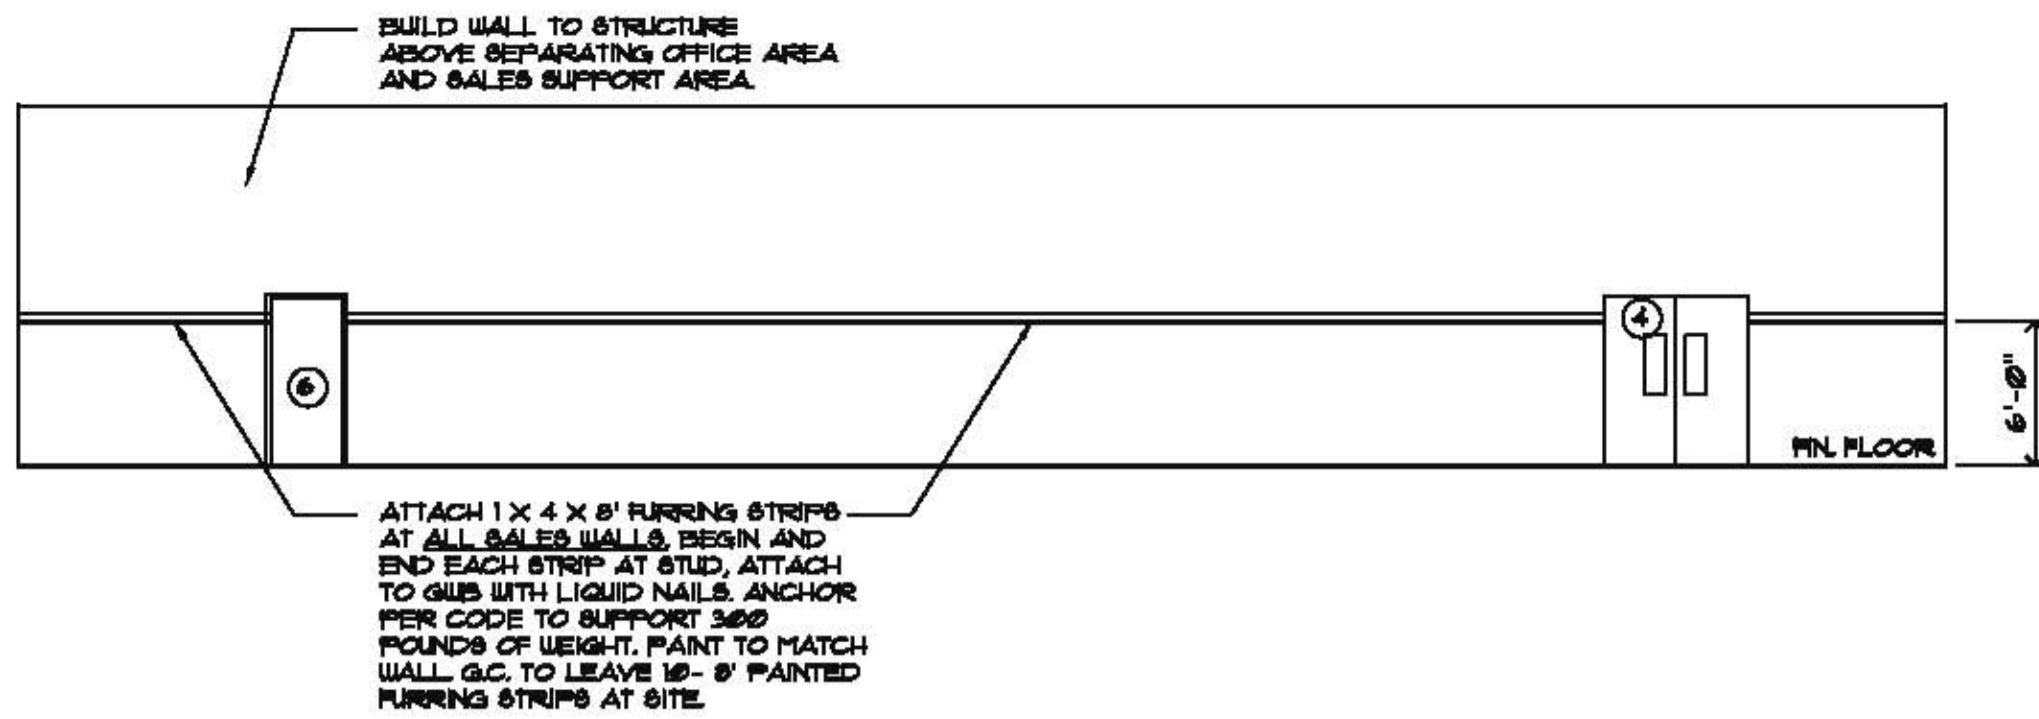 BUILD WALL TO STRUCTURE
ABOVE SEPARATING OFFICE AREA
AND SALES SUPPORT AREA.
6
4
6'-0"
FIN. FLOOR
ATTACH 1 X 4 X 8' FURRING STRIPS
AT ALL SALES WALLS. BEGIN AND
END EACH STRIP AT STUD, ATTACH
TO GWB WITH LIQUID NAILS. ANCHOR
PER CODE TO SUPPORT 300
POUNDS OF WEIGHT. PAINT TO MATCH
WALL. G.C. TO LEAVE 10- 8' PAINTED
FURRING STRIPS AT SITE.